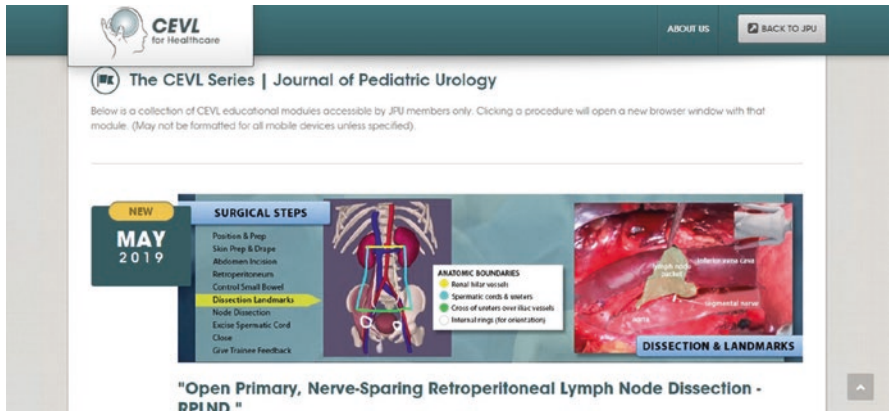 CEVL
for Healthcare
ABOUT US
BACK TO JPU
The CEVL Series | Journal of Pediatric Urology
Below is a collection of CEVL educational modules accessible by JPU members only. Clicking a procedure will open a new browser window with that
module. (May not be formatted for all mobile devices unless specified).
NEW
MAY
2019
SURGICAL STEPS
Position & Prep
Skin Prep & Drape
Abdomen Incision
Retroperitoneum
Control Small Bowel
Dissection Landmarks
Node Dissection
Excise Spermatic Cord
Close
Give Trainee Feedback
ANATOMIC BOUNDARIES
Renal hilar vessels
Spermatic cords & ureters
Cross of ureters over iliac vessels
Internal rings (for orientation)
lymph node
packet
inferior vena cava
segmental nerve
aorta
DISSECTION & LANDMARKS
"Open Primary, Nerve-Sparing Retroperitoneal Lymph Node Dissection -
RPLND "